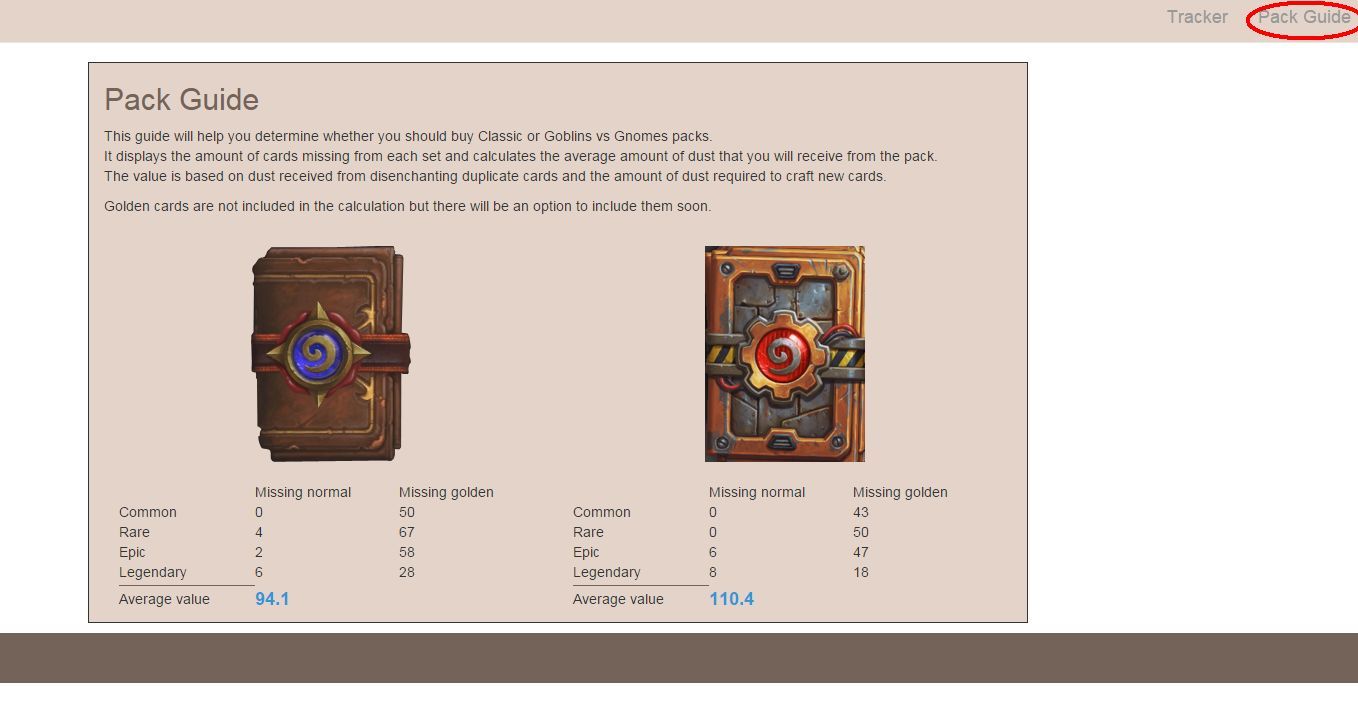 Tracker Pack Guide
Pack Guide
This guide will help you determine whether you should buy Classic or Goblins vs Gnomes packs.
It displays the amount of cards missing from each set and calculates the average amount of dust that you will receive from the pack.
The value is based on dust received from disenchanting duplicate cards and the amount of dust required to craft new cards.
Golden cards are not included in the calculation but there will be an option to include them soon.
Missing normal Missing golden
Common 0 50
Rare 4 67
Epic 2 58
Legendary 6 28
Average value 94.1
Missing normal Missing golden
Common 0 43
Rare 0 50
Epic 6 47
Legendary 8 18
Average value 110.4